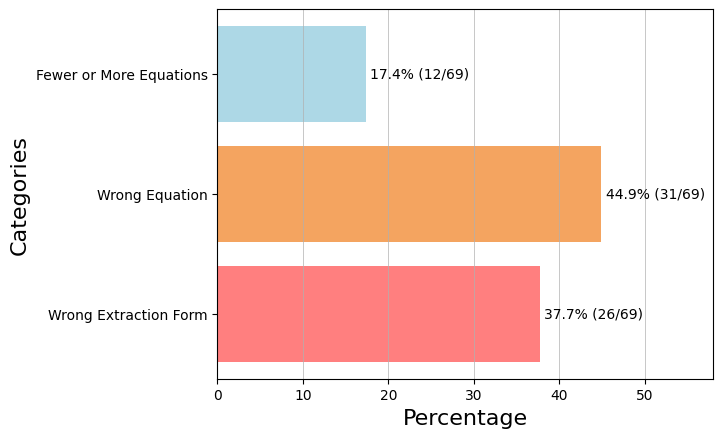 Fewer or More Equations
17.4% (12/69)
Wrong Equation
44.9% (31/69)
Wrong Extraction Form
37.7% (26/69)
Categories
0 10 20 30 40 50
Percentage